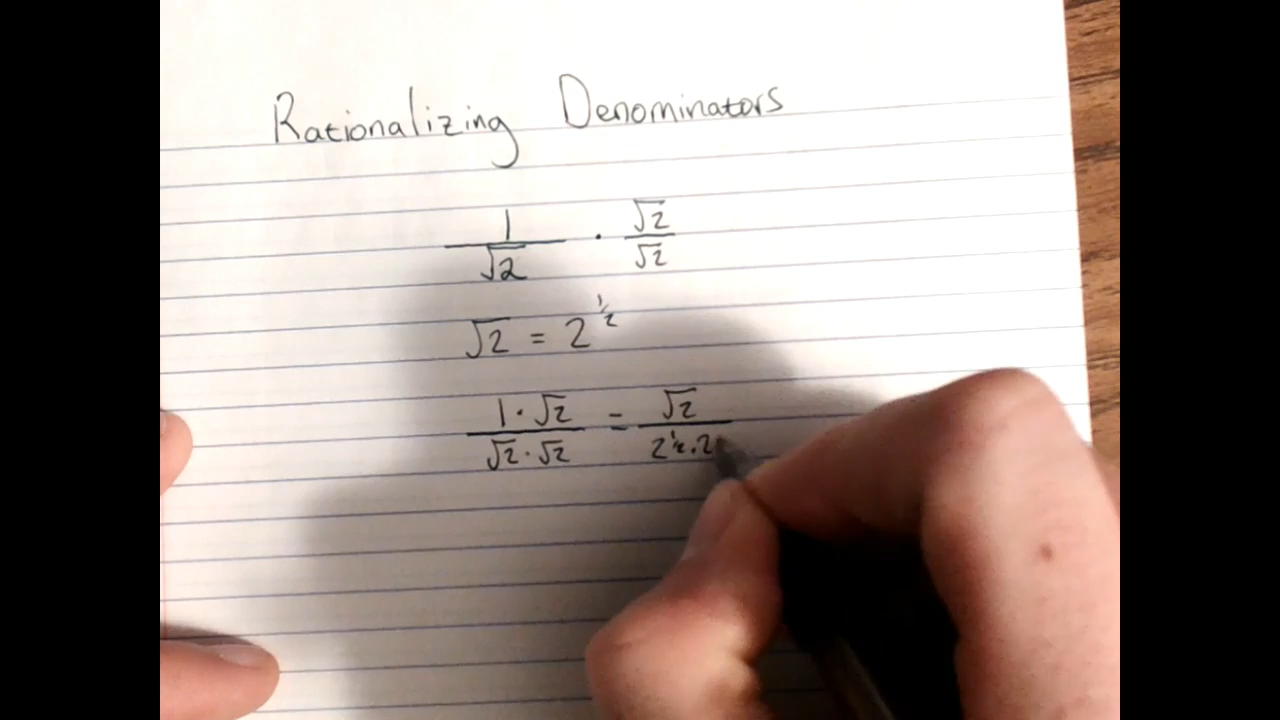 Rationalizing Denominators
1/√2 · √2/√2
√2 = 2^1/2
1·√2/√2·√2 = √2/2^1/2·2